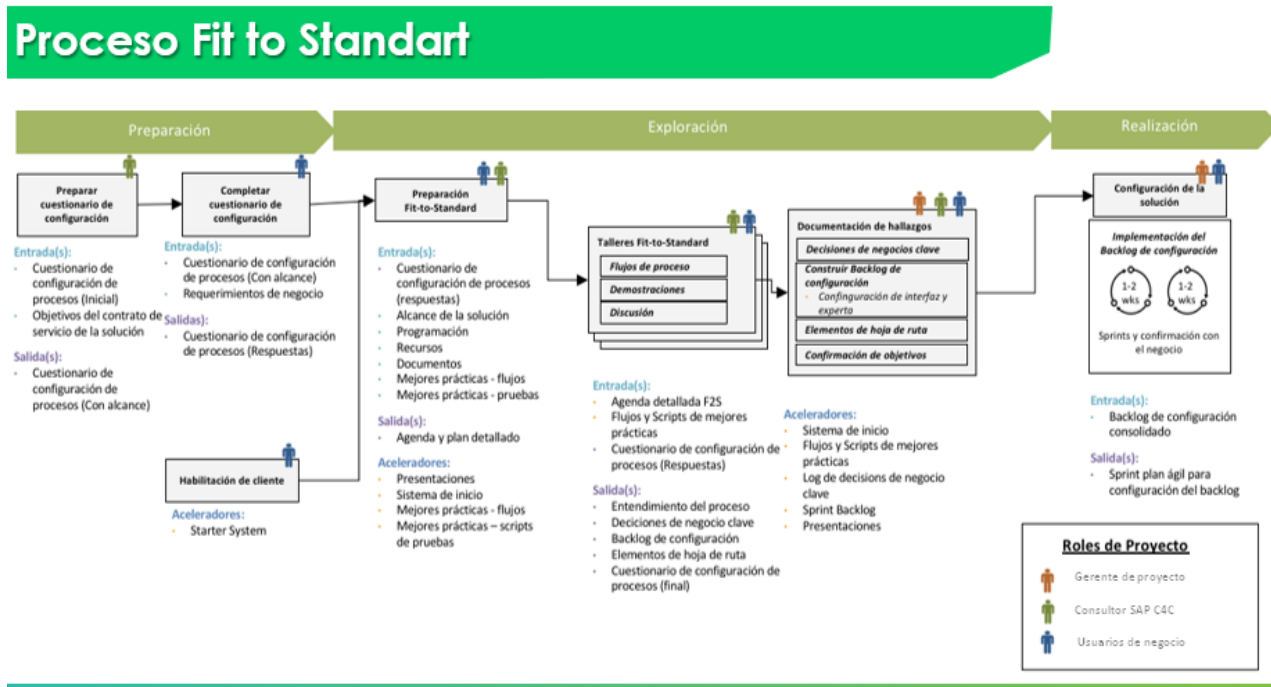 Proceso Fit to Standart
Preparación
Exploración
Realización
Preparar
cuestionario de
configuración
Entrada(s):
Cuestionario de
configuración de
procesos (Inicial)
Objetivos del contrato de
servicio de la solución
Salida(s):
Cuestionario de
configuración de
procesos (Con alcance)
Completar
cuestionario de
configuración
Entrada(s):
Cuestionario de configuración
de procesos (Con alcance)
Requerimientos de negocio
Salidas):
Cuestionario de configuración
de procesos (Respuestas)
Habilitación de cliente
Aceleradores:
Starter System
Preparación
Fit-to-Standard
Entrada(s):
Cuestionario de
configuración de procesos
(respuestas)
Alcance de la solución
Programación
Recursos
Documentos
Mejores prácticas - flujos
Mejores prácticas - pruebas
Salida(s):
Agenda y plan detallado
Aceleradores:
Presentaciones
Sistema de inicio
Mejores prácticas - flujos
Mejores prácticas – scripts
de pruebas
Talleres Fit-to-Standard
Flujos de proceso
Demostraciones
Discusión
Entrada(s):
Agenda detallada F2S
Flujos y Scripts de mejores
prácticas
Cuestionario de configuración de
procesos (Respuestas)
Salida(s):
Entendimiento del proceso
Deciciones de negocio clave
Backlog de configuración
Elementos de hoja de ruta
Cuestionario de configuración de
procesos (final)
Documentación de hallazgos
Decisiones de negocios clave
Construir Backlog de
configuración
Confinguración de interfaz y
experta
Elementos de hoja de ruta
Confirmación de objetivos
Aceleradores:
Sistema de inicio
Flujos y Scripts de mejores
prácticas
Log de decisions de negocio
clave
Sprint Backlog
Presentaciones
Configuración de la
solución
Implementación del
Backlog de configuración
1-2
wks
1-2
wks
Sprints y confirmación con
el negocio
Entrada(s):
Backlog de configuración
consolidado
Salida(s):
Sprint plan ágil para
configuración del backlog
Roles de Proyecto
Gerente de proyecto
Consultor SAP C4C
Usuarios de negocio